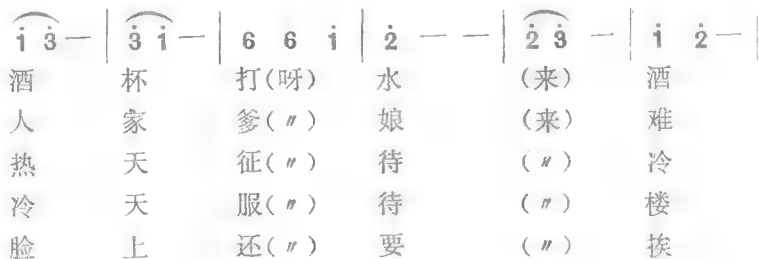 i̇ 3̇ — | 3̇ i̇ — | 6 6 i̇ | 2̇ — — | 2̇ 3̇ — | i̇ 2̇ — |
酒 杯 打(呀) 水 (来) 酒
人 家 爹(〃) 娘 (来) 难
热 天 征(〃) 待 (〃) 冷
冷 天 服(〃) 待 (〃) 楼
脸 上 还(〃) 要 (〃) 挨